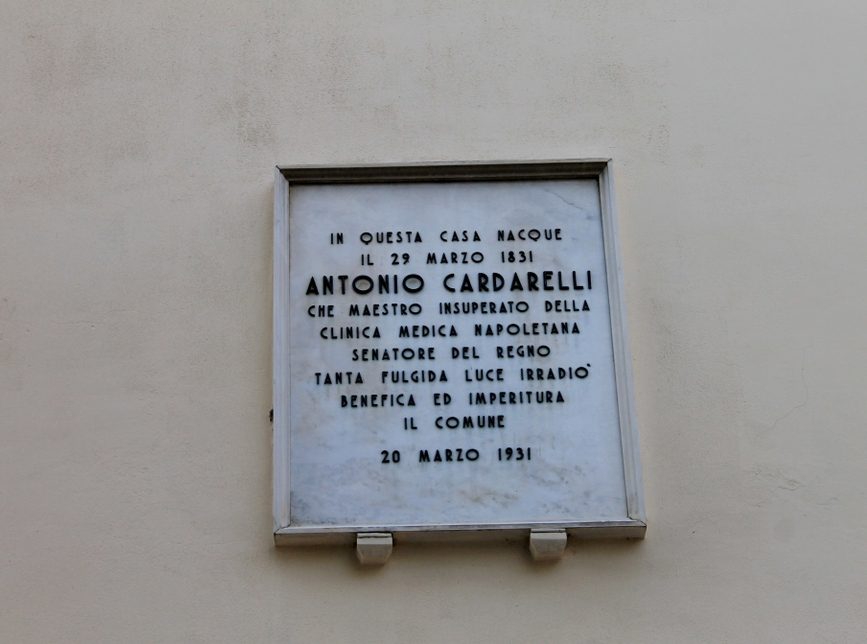 IN QUESTA CASA NACQUE
IL 29 MARZO 1831
ANTONIO CARDARELLI
CHE MAESTRO INSUPERATO DELLA
CLINICA MEDICA NAPOLETANA
SENATORE DEL REGNO
TANTA FULGIDA LUCE IRRADIO`
BENEFICA ED IMPERITURA
IL COMUNE
20 MARZO 1931